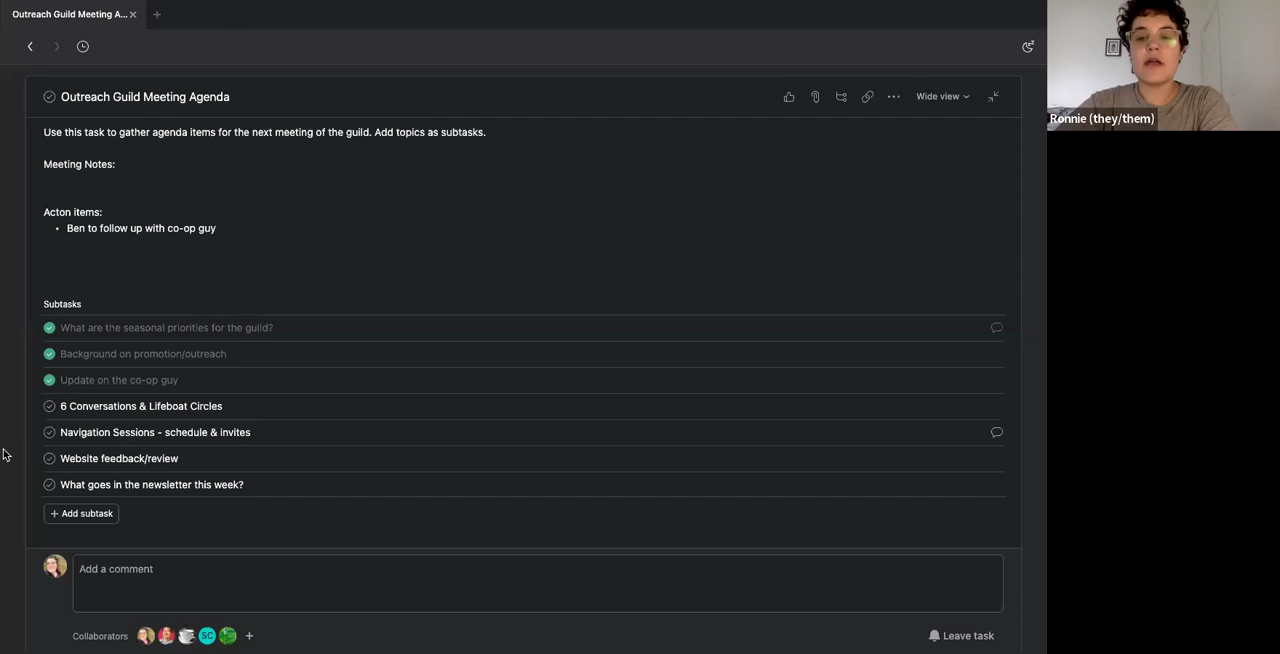 Outreach Guild Meeting A...
Outreach Guild Meeting Agenda
Wide view
Ronnie (they/them)
Use this task to gather agenda items for the next meeting of the guild. Add topics as subtasks.
Meeting Notes:
Acton items:
• Ben to follow up with co-op guy
Subtasks
What are the seasonal priorities for the guild?
Background on promotion/outreach
Update on the co-op guy
6 Conversations & Lifeboat Circles
Navigation Sessions - schedule & invites
Website feedback/review
What goes in the newsletter this week?
+ Add subtask
Add a comment
Collaborators
SC
Leave task